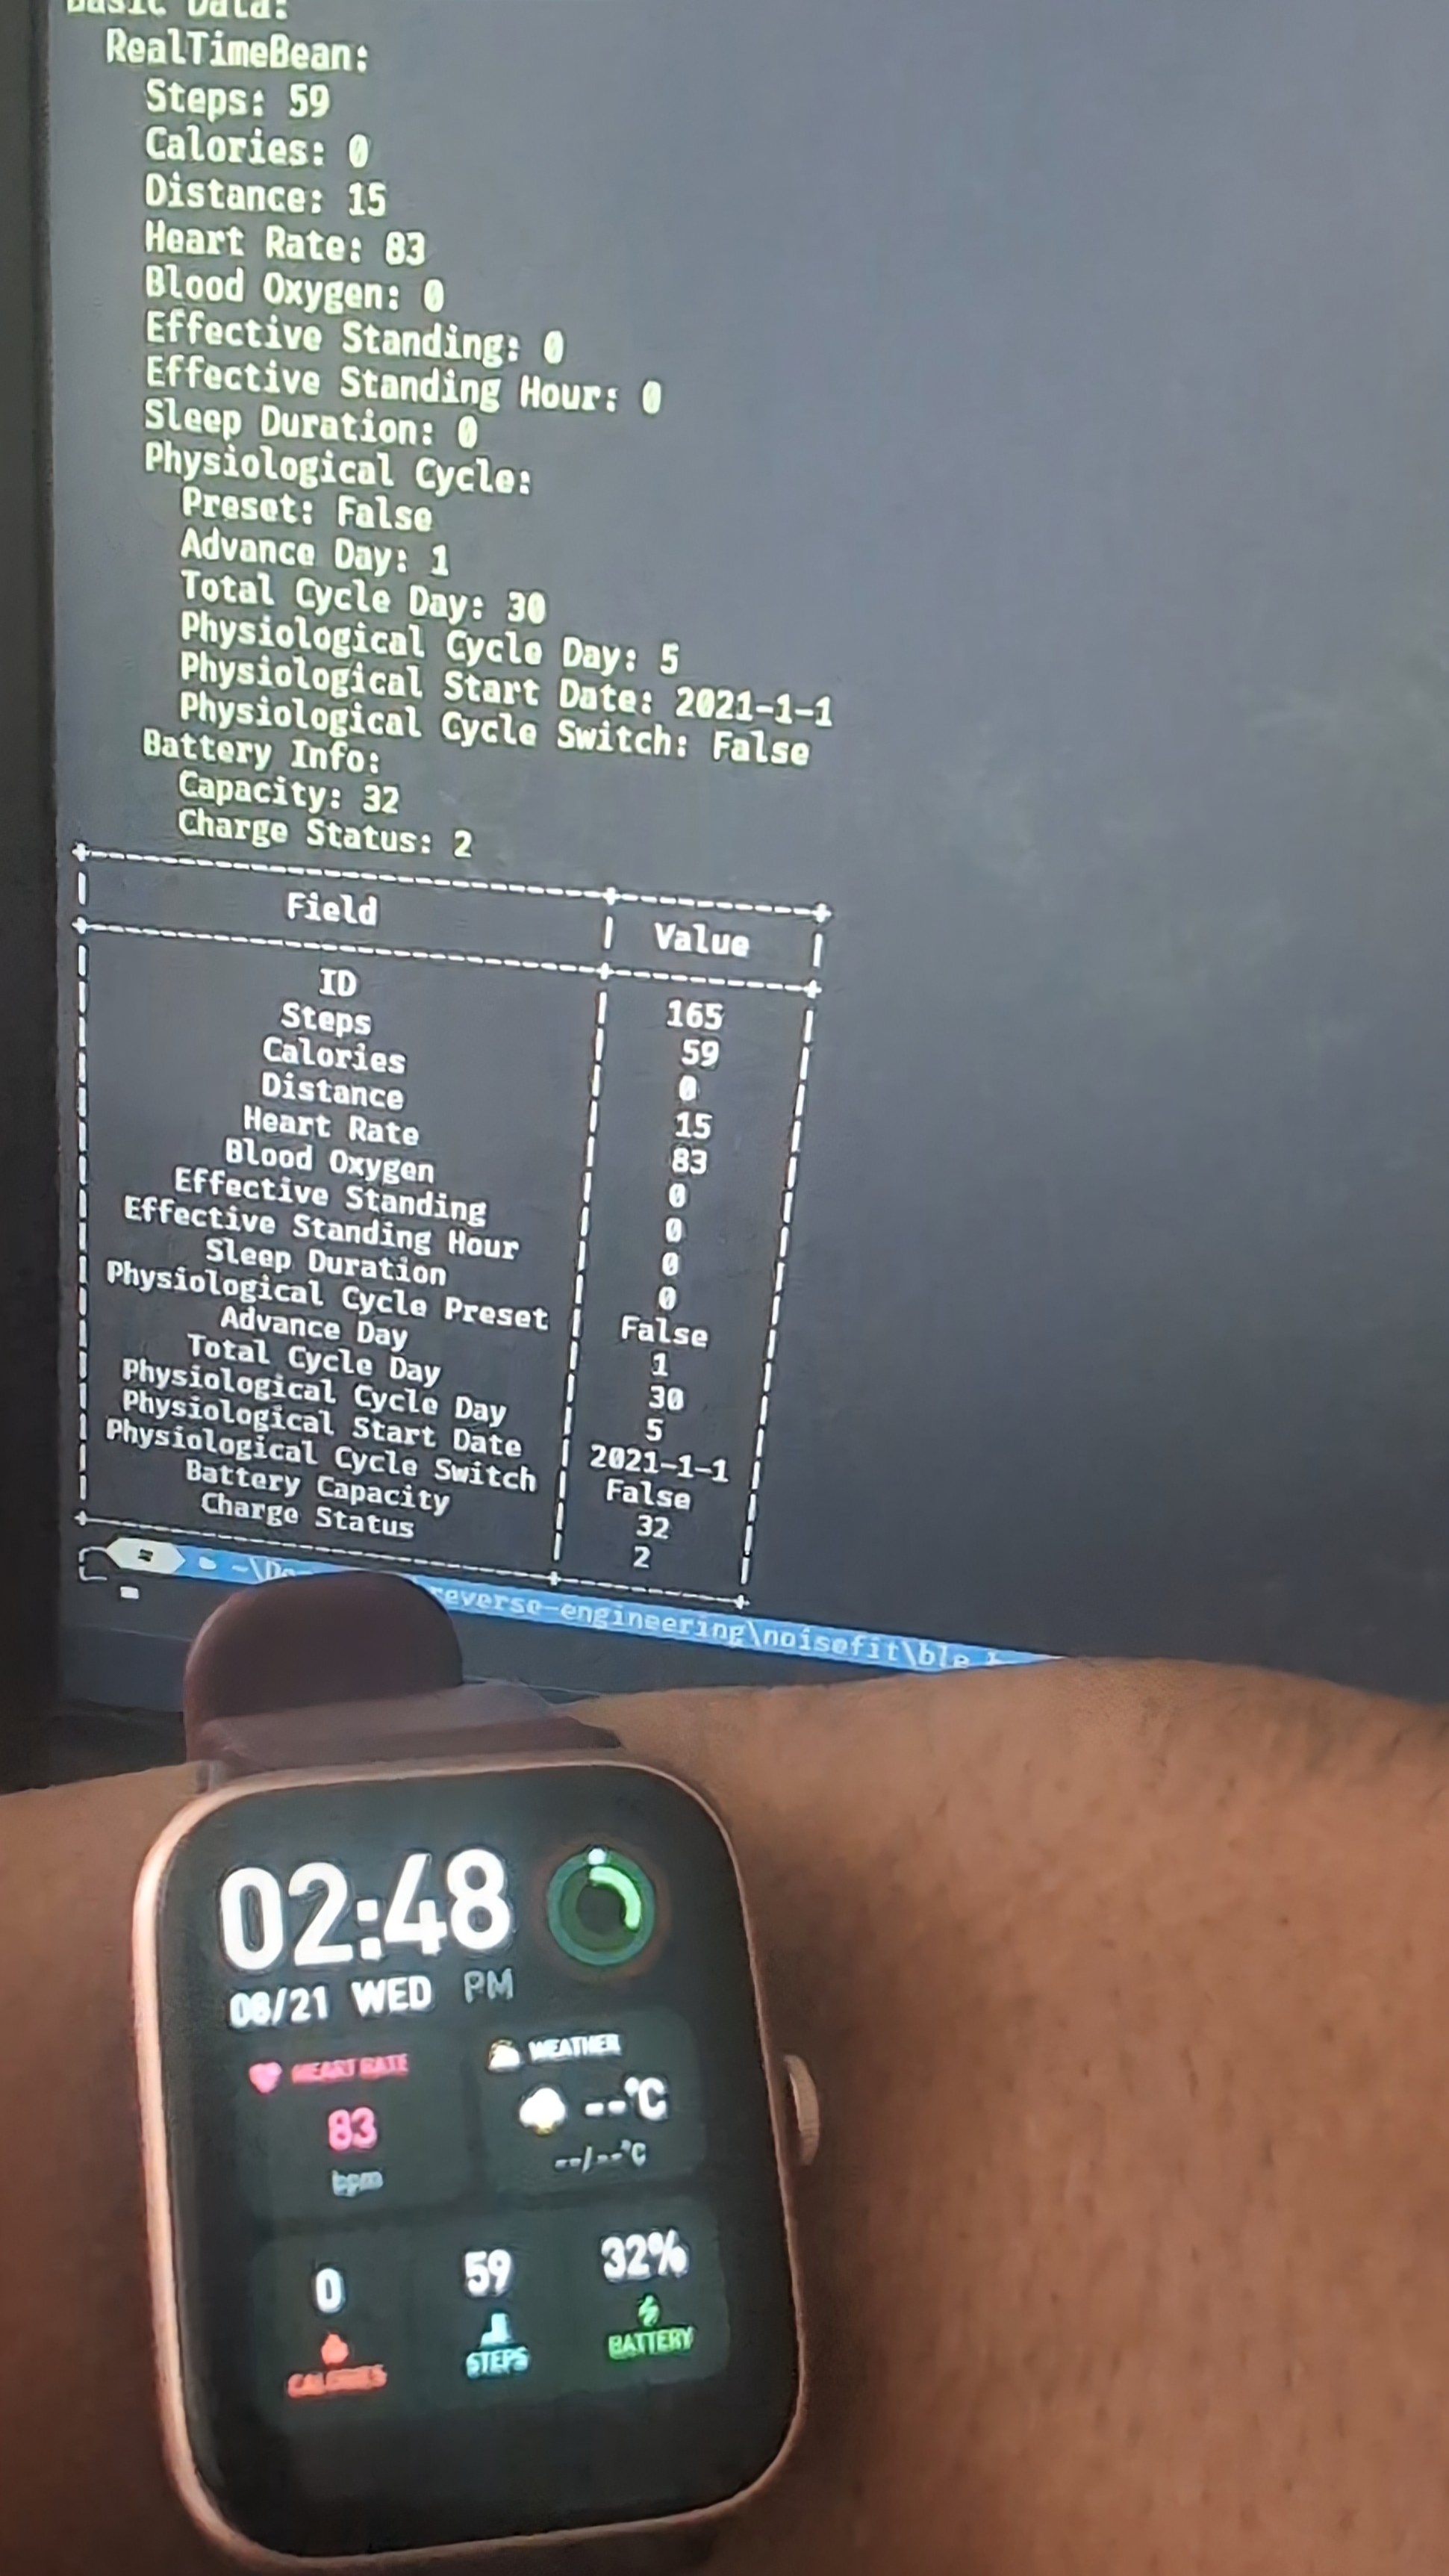 Basic Data:
RealTimeBean:
Steps: 59
Calories: 0
Distance: 15
Heart Rate: 83
Blood Oxygen: 0
Effective Standing: 0
Effective Standing Hour: 0
Sleep Duration: 0
Physiological Cycle:
Preset: False
Advance Day: 1
Total Cycle Day: 30
Physiological Cycle Day: 5
Physiological Start Date: 2021-1-1
Physiological Cycle Switch: False
Battery Info:
Capacity: 32
Charge Status: 2
Field | Value
ID | 165
Steps | 59
Calories | 0
Distance | 15
Heart Rate | 83
Blood Oxygen | 0
Effective Standing | 0
Effective Standing Hour | 0
Sleep Duration | 0
Physiological Cycle Preset | False
Advance Day | 1
Total Cycle Day | 30
Physiological Cycle Day | 5
Physiological Start Date | 2021-1-1
Physiological Cycle Switch | False
Battery Capacity | 32
Charge Status | 2
reverse-engineering\noisefit\ble
02:48
08/21 WED PM
HEART RATE
83
bpm
WEATHER
--°C
--/--°C
0
CALORIES
59
STEPS
32%
BATTERY